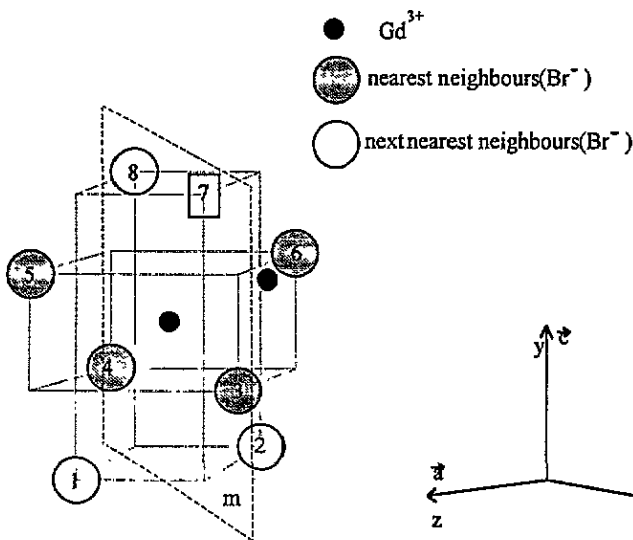 Gd³⁺
nearest neighbours(Br⁻)
next nearest neighbours(Br⁻)
8
7
6
5
4
3
2
1
m
y c⃗
a⃗
z